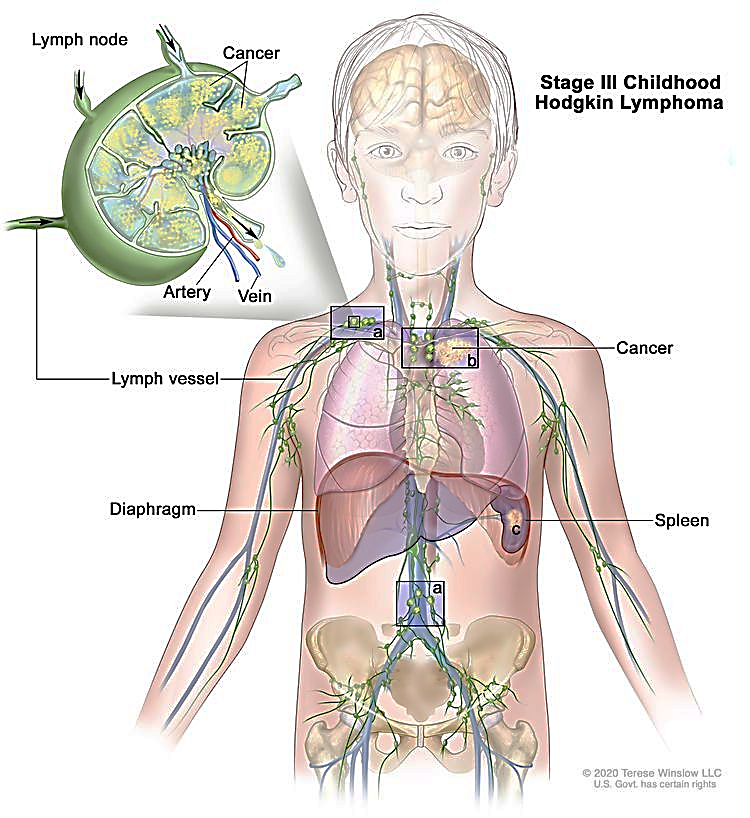 Lymph node
Cancer
Stage III Childhood
Hodgkin Lymphoma
Artery
Vein
a
b
Cancer
Lymph vessel
Diaphragm
c
Spleen
a
© 2020 Terese Winslow LLC
U.S. Govt. has certain rights